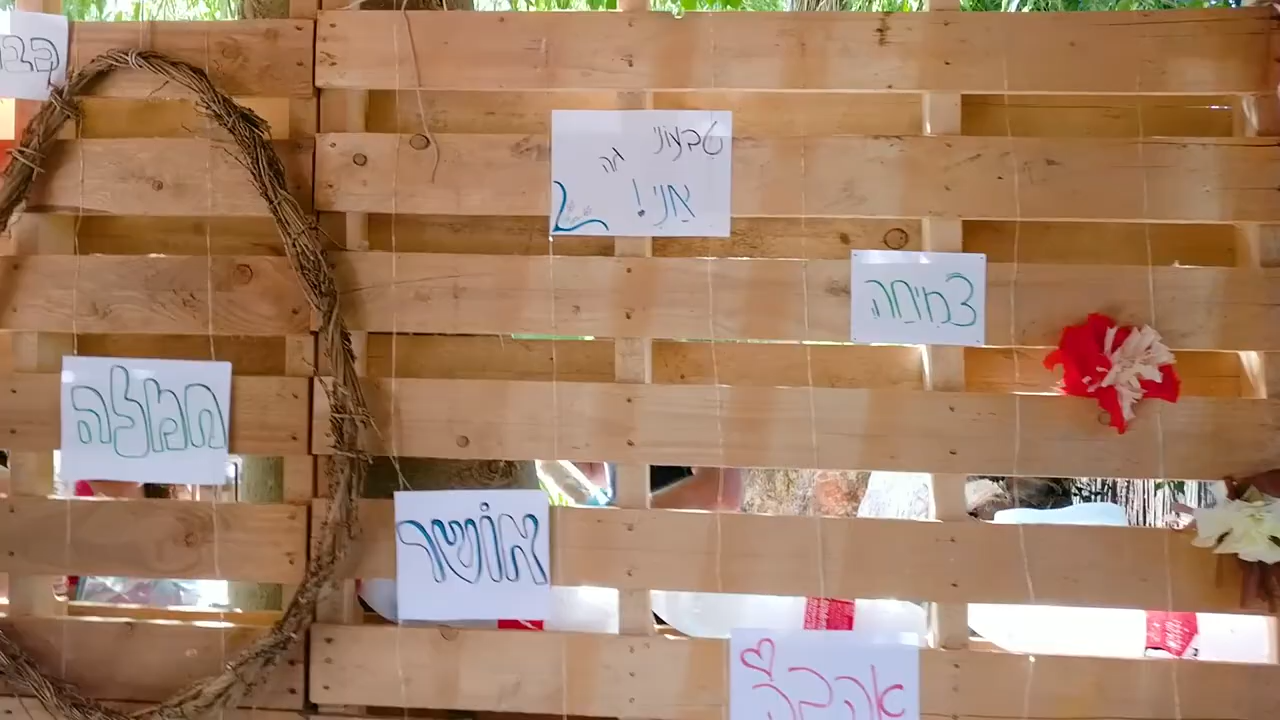 טבעוני
זה
אני!
צמיחה
חמלה
אושר
אהבה